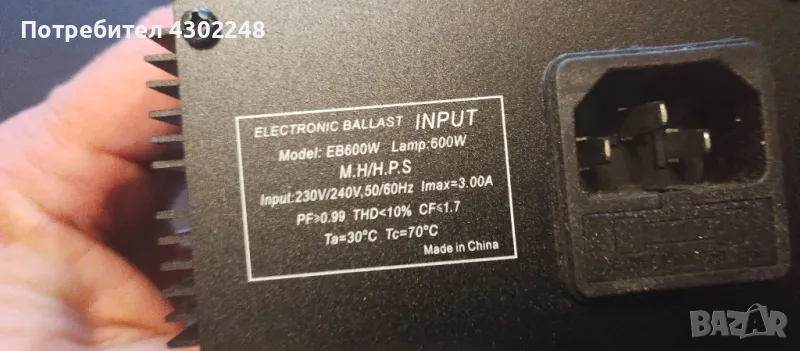 Потребител 4302248
ELECTRONIC BALLAST INPUT
Model: EB600W Lamp:600W
M.H/H.P.S
Input:230V/240V,50/60Hz Imax=3.00A
PF≥0.99 THD<10% CF≤1.7
Ta=30°C Tc=70°C
Made in China
BAZAR